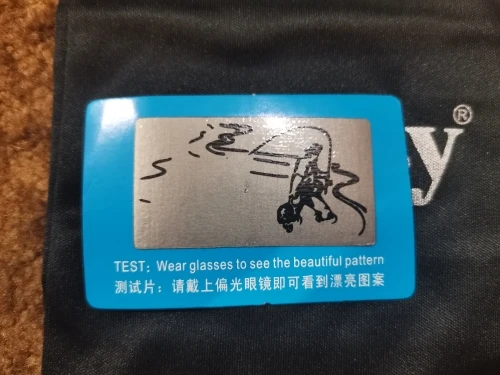 TEST: Wear glasses to see the beautiful pattern
测试片：请戴上偏光眼镜即可看到漂亮图案
y®